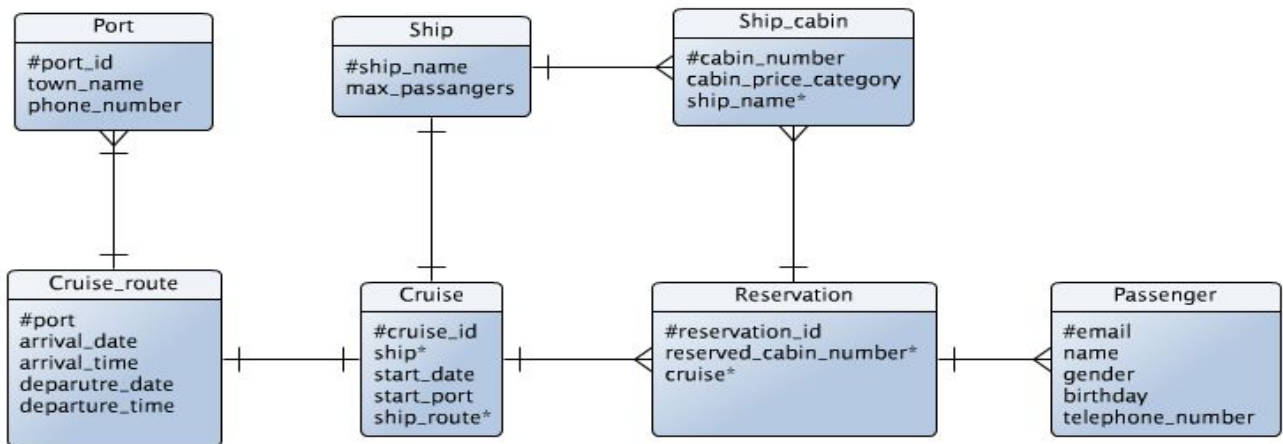 Port
#port_id
town_name
phone_number
Ship
#ship_name
max_passangers
Ship_cabin
#cabin_number
cabin_price_category
ship_name*
Cruise_route
#port
arrival_date
arrival_time
deparutre_date
departure_time
Cruise
#cruise_id
ship*
start_date
start_port
ship_route*
Reservation
#reservation_id
reserved_cabin_number*
cruise*
Passenger
#email
name
gender
birthday
telephone_number